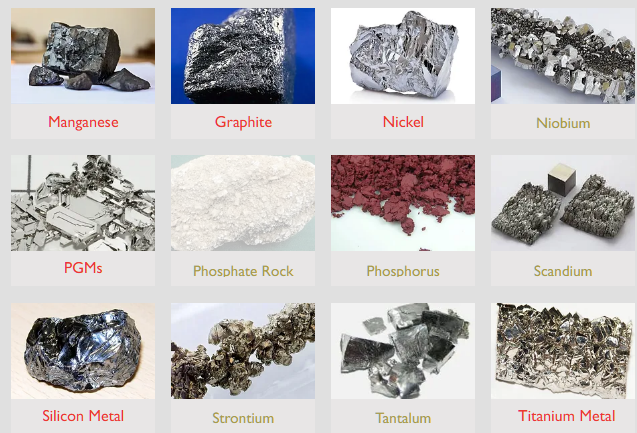 Manganese
Graphite
Nickel
Niobium
PGMs
Phosphate Rock
Phosphorus
Scandium
Silicon Metal
Strontium
Tantalum
Titanium Metal